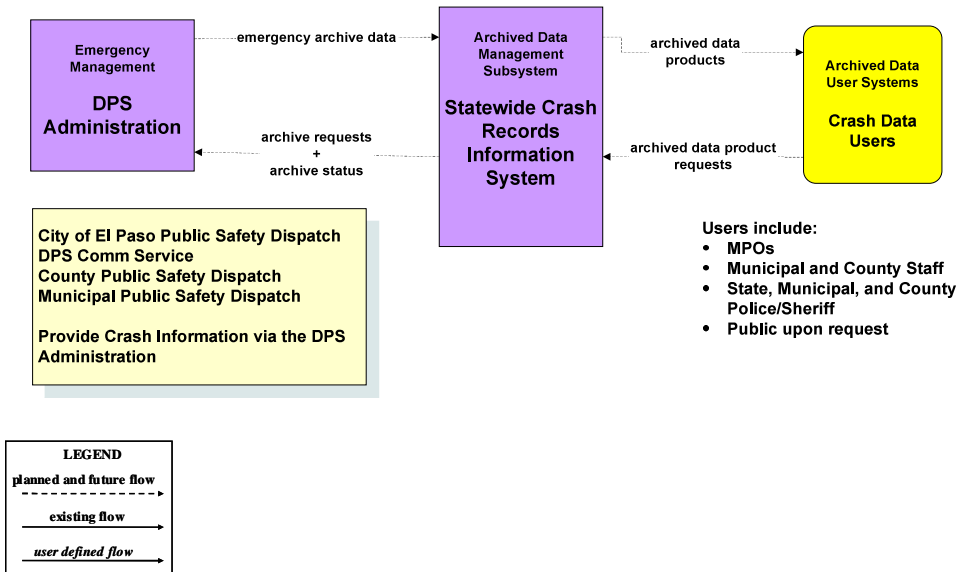 Emergency
Management
DPS
Administration
emergency archive data
archive requests
+
archive status
Archived Data
Management
Subsystem
Statewide Crash
Records
Information
System
archived data
products
archived data product
requests
Archived Data
User Systems
Crash Data
Users
City of El Paso Public Safety Dispatch
DPS Comm Service
County Public Safety Dispatch
Municipal Public Safety Dispatch
Provide Crash Information via the DPS
Administration
Users include:
• MPOs
• Municipal and County Staff
• State, Municipal, and County
Police/Sheriff
• Public upon request
LEGEND
planned and future flow
existing flow
user defined flow